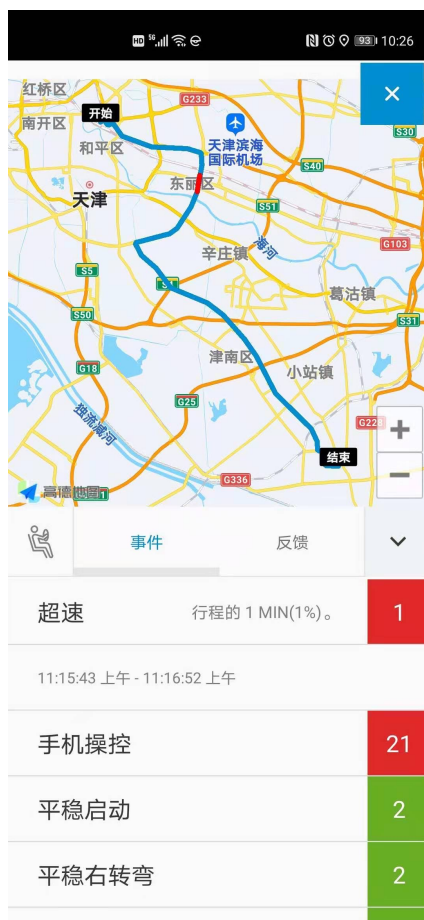 HD 5G 93 10:26
红桥区
G233
×
开始
南开区
天津滨海
国际机场
S30
和平区
S40
东丽区
天津
S51
海河
G103
辛庄镇
S5
葛沽镇
S50
S31
津南区
G18
小站镇
G25
独流减河
+
结束
G336
−
高德地图
事件
反馈
超速
行程的 1 MIN(1%)。
1
11:15:43 上午 - 11:16:52 上午
手机操控
21
平稳启动
2
平稳右转弯
2